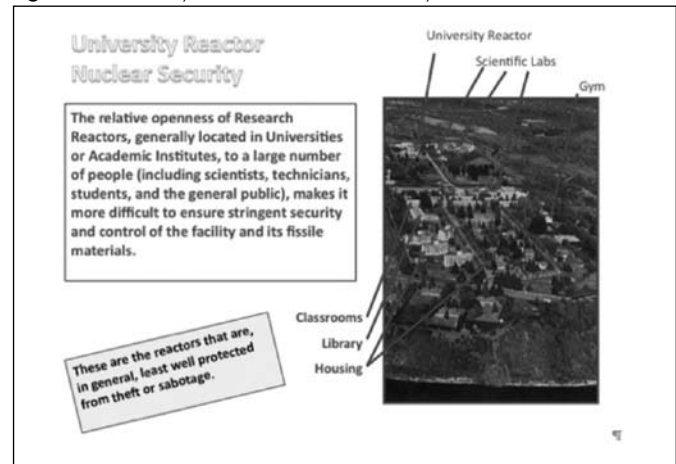 University Reactor
Nuclear Security
The relative openness of Research
Reactors, generally located in Universities
or Academic Institutes, to a large number
of people (including scientists, technicians,
students, and the general public), makes it
more difficult to ensure stringent security
and control of the facility and its fissile
materials.
These are the reactors that are,
in general, least well protected
from theft or sabotage.
University Reactor
Scientific Labs
Gym
Classrooms
Library
Housing
¶